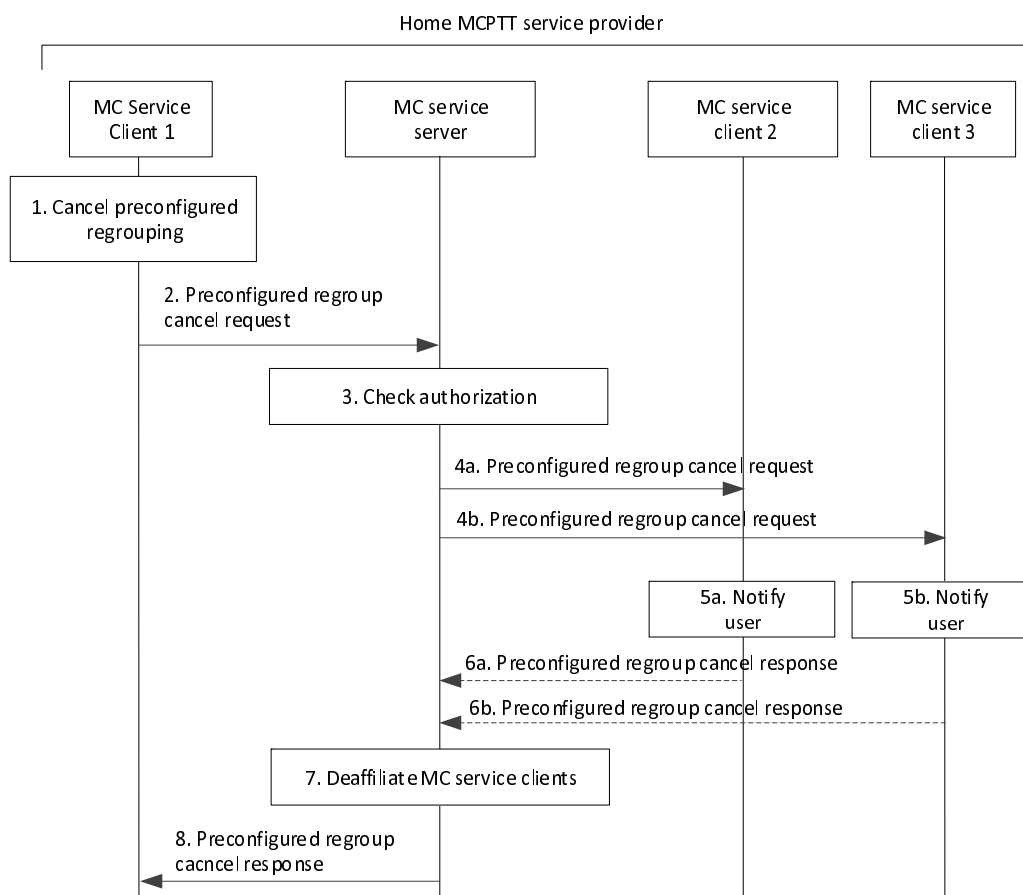 Home MCPTT service provider
MC Service
Client 1
MC service
server
MC service
client 2
MC service
client 3
1. Cancel preconfigured
regrouping
2. Preconfigured regroup
cancel request
3. Check authorization
4a. Preconfigured regroup cancel request
4b. Preconfigured regroup cancel request
5a. Notify
user
5b. Notify
user
6a. Preconfigured regroup cancel response
6b. Preconfigured regroup cancel response
7. Deaffiliate MC service clients
8. Preconfigured regroup
cacncel response